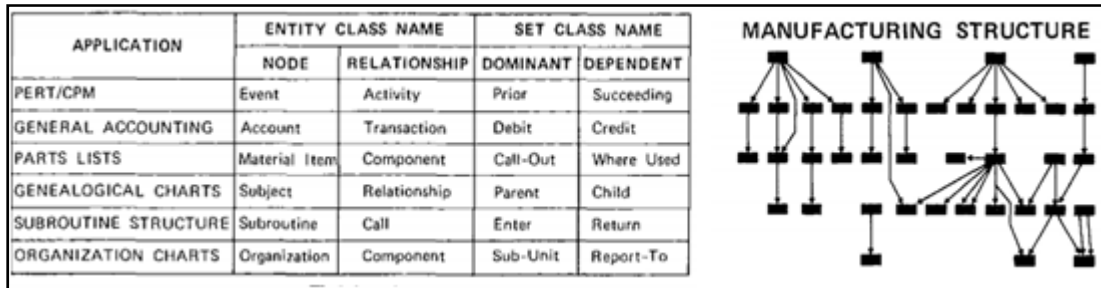 APPLICATION ENTITY CLASS NAME SET CLASS NAME
NODE RELATIONSHIP DOMINANT DEPENDENT
PERT/CPM Event Activity Prior Succeeding
GENERAL ACCOUNTING Account Transaction Debit Credit
PARTS LISTS Material Item Component Call-Out Where Used
GENEALOGICAL CHARTS Subject Relationship Parent Child
SUBROUTINE STRUCTURE Subroutine Call Enter Return
ORGANIZATION CHARTS Organization Component Sub-Unit Report-To
MANUFACTURING STRUCTURE